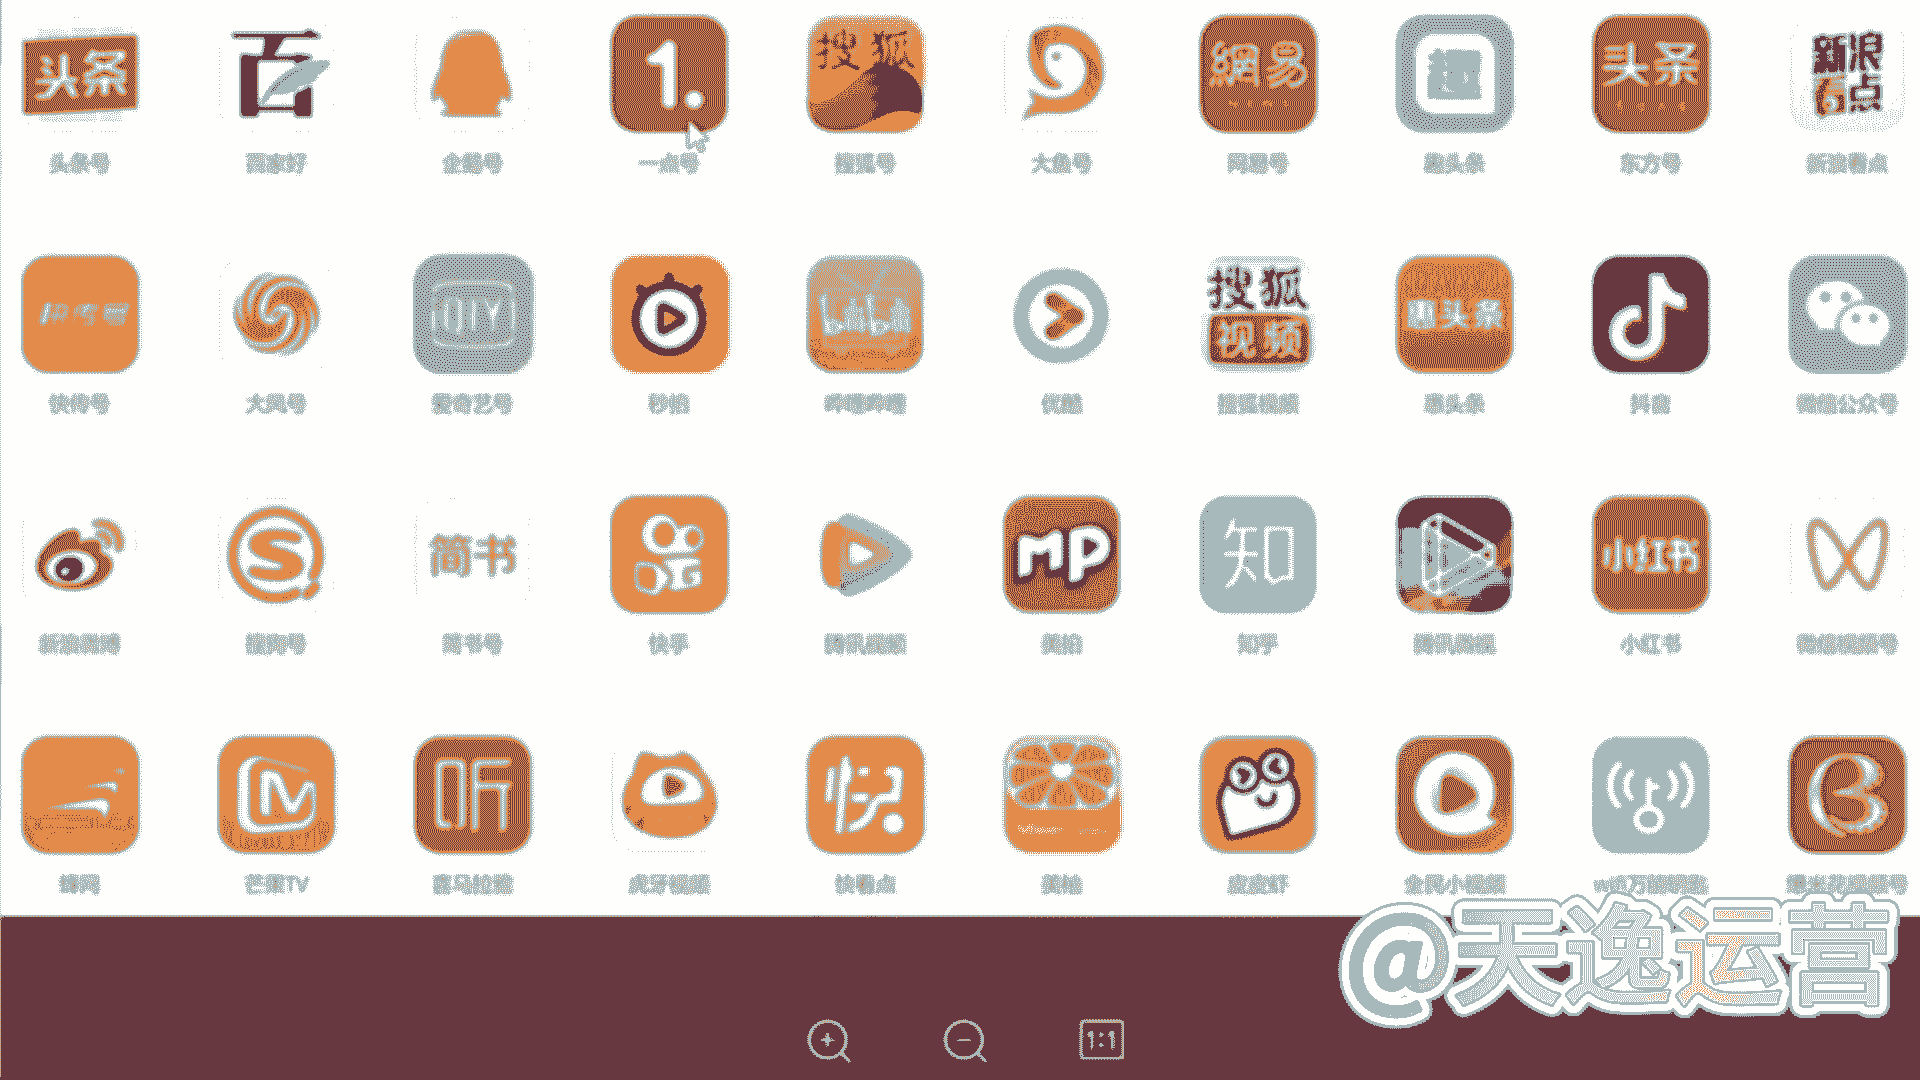 头条
百
1.
搜狐
網易
NEWS
趣
头条
新浪
看点
头条号
百家好
企鹅号
一点号
搜狐号
大鱼号
网易号
趣头条
东方号
新浪看点
快传号
QIY
搜狐
视频
惠头条
快传号
大风号
爱奇艺号
秒拍
哔哩哔哩
优酷
搜狐视频
惠头条
抖音
微信公众号
S
简书
MP
知
小红书
新浪微博
搜狗号
简书号
快手
腾讯视频
美拍
知乎
腾讯微视
小红书
微信视频号
听
快
蜂网
芒果TV
喜马拉雅
虎牙视频
快看点
美柚
皮皮虾
全民小视频
wifi万能钥匙
@天逸运营
1:1